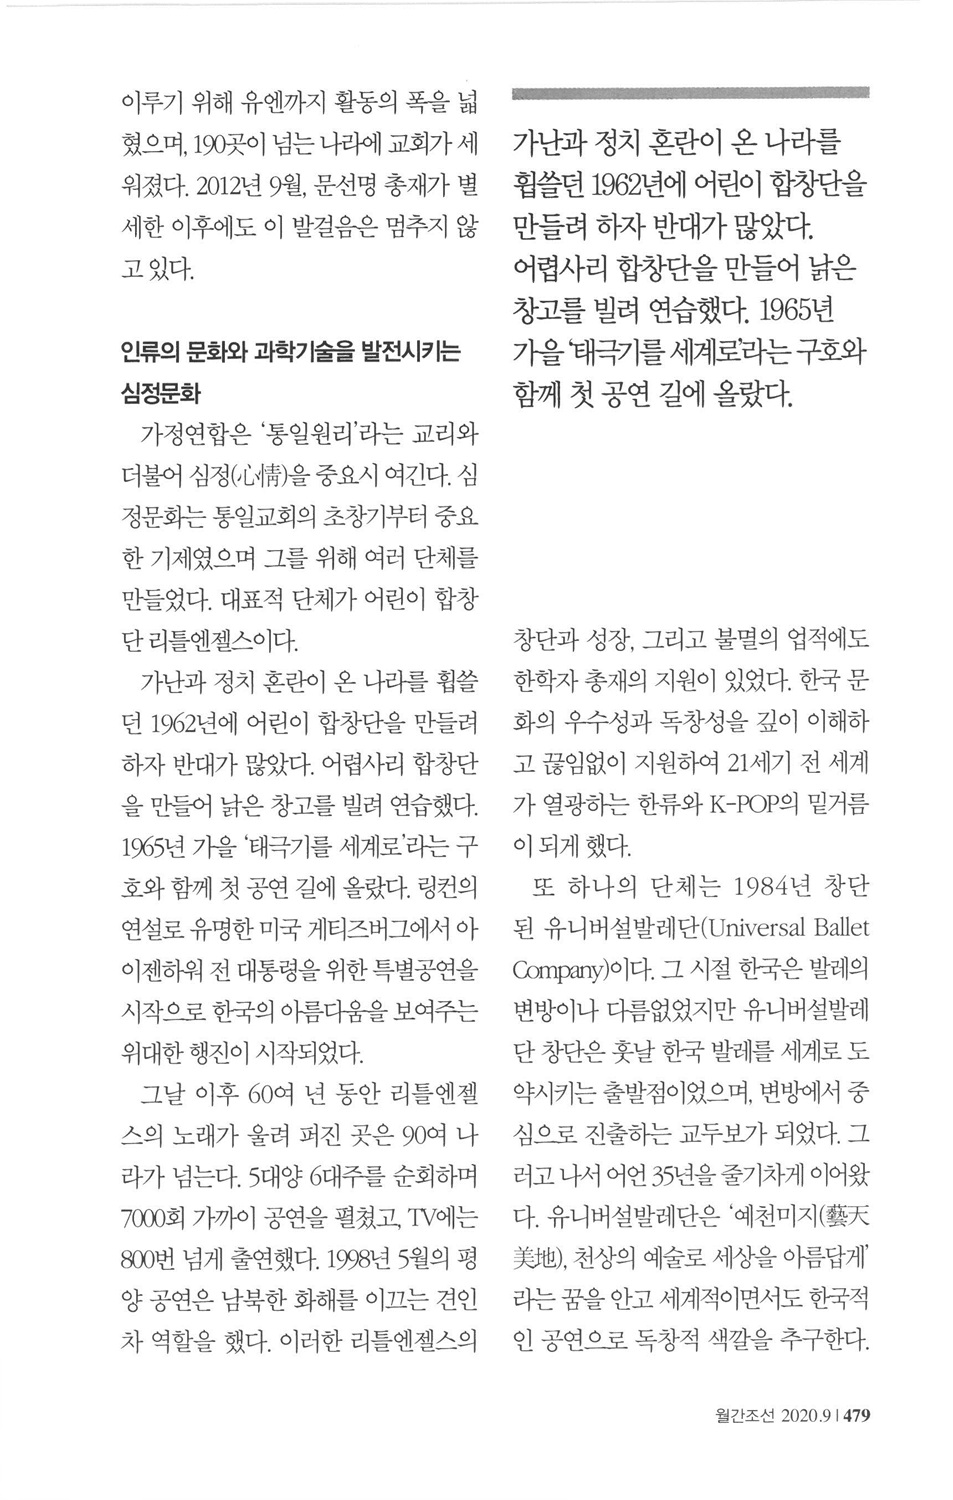 이루기 위해 유엔까지 활동의 폭을 넓
혔으며, 190곳이 넘는 나라에 교회가 세
워졌다. 2012년 9월, 문선명 총재가 별
세한 이후에도 이 발걸음은 멈추지 않
고 있다.
인류의 문화와 과학기술을 발전시키는
심정문화
가정연합은 ‘통일원리’라는 교리와
더불어 심정(心情)을 중요시 여긴다. 심
정문화는 통일교회의 초창기부터 중요
한 기제였으며 그를 위해 여러 단체를
만들었다. 대표적 단체가 어린이 합창
단 리틀엔젤스이다.
가난과 정치 혼란이 온 나라를 휩쓸
던 1962년에 어린이 합창단을 만들려
하자 반대가 많았다. 어렵사리 합창단
을 만들어 낡은 창고를 빌려 연습했다.
1965년 가을 ‘태극기를 세계로’라는 구
호와 함께 첫 공연 길에 올랐다. 링컨의
연설로 유명한 미국 게티즈버그에서 아
이젠하워 전 대통령을 위한 특별공연을
시작으로 한국의 아름다움을 보여주는
위대한 행진이 시작되었다.
그날 이후 60여 년 동안 리틀엔젤
스의 노래가 울려 퍼진 곳은 90여 나
라가 넘는다. 5대양 6대주를 순회하며
7000회 가까이 공연을 펼쳤고, TV에는
800번 넘게 출연했다. 1998년 5월의 평
양 공연은 남북한 화해를 이끄는 견인
차 역할을 했다. 이러한 리틀엔젤스의
가난과 정치 혼란이 온 나라를
휩쓸던 1962년에 어린이 합창단을
만들려 하자 반대가 많았다.
어렵사리 합창단을 만들어 낡은
창고를 빌려 연습했다. 1965년
가을 ‘태극기를 세계로’라는 구호와
함께 첫 공연 길에 올랐다.
창단과 성장, 그리고 불멸의 업적에도
한학자 총재의 지원이 있었다. 한국 문
화의 우수성과 독창성을 깊이 이해하
고 끊임없이 지원하여 21세기 전 세계
가 열광하는 한류와 K-POP의 밑거름
이 되게 했다.
또 하나의 단체는 1984년 창단
된 유니버설발레단(Universal Ballet
Company)이다. 그 시절 한국은 발레의
변방이나 다름없었지만 유니버설발레
단 창단은 훗날 한국 발레를 세계로 도
약시키는 출발점이었으며, 변방에서 중
심으로 진출하는 교두보가 되었다. 그
러고 나서 어언 35년을 줄기차게 이어왔
다. 유니버설발레단은 ‘예천미지(藝天
美地), 천상의 예술로 세상을 아름답게’
라는 꿈을 안고 세계적이면서도 한국적
인 공연으로 독창적 색깔을 추구한다.
월간조선 2020.9 | 479